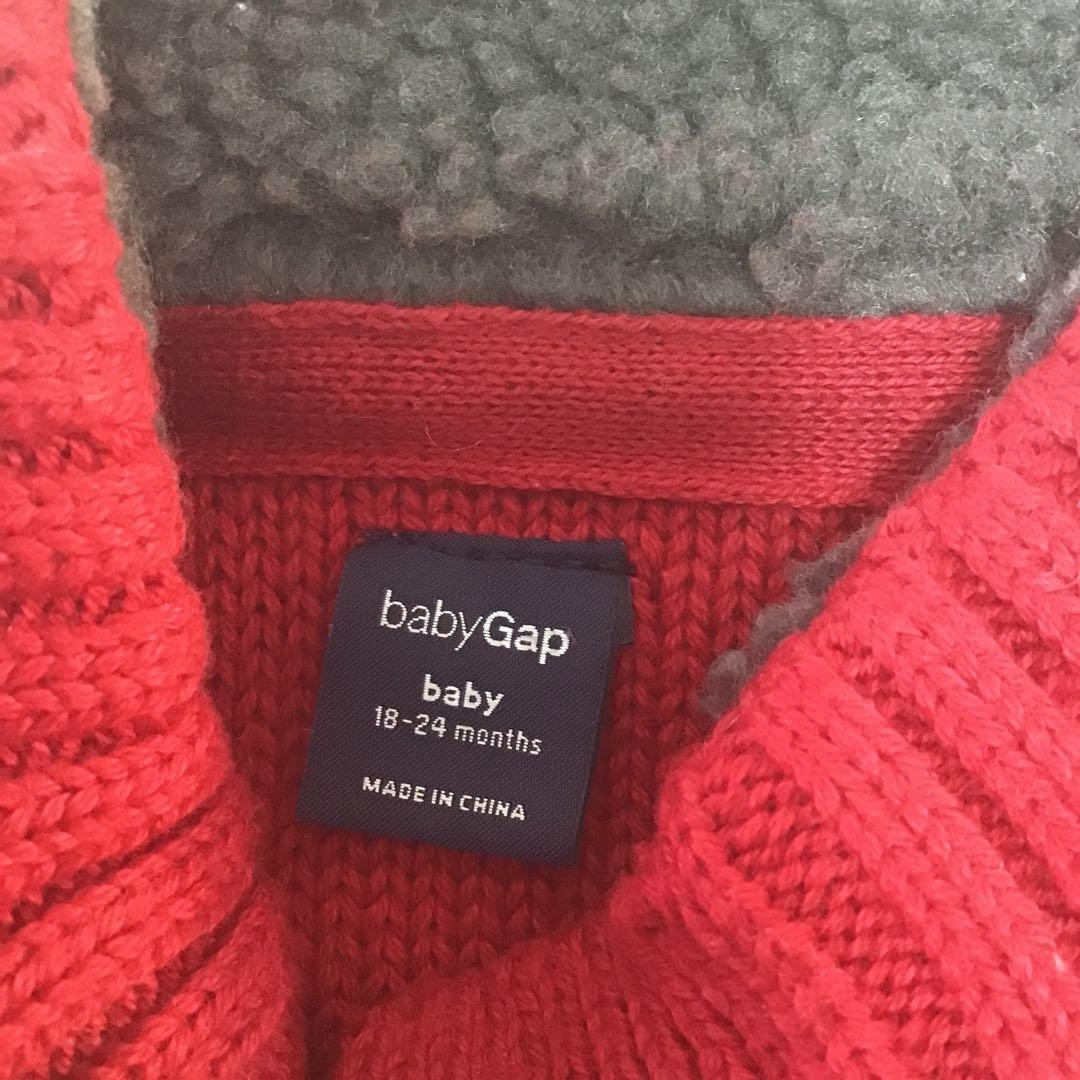 babyGap
baby
18-24 months
MADE IN CHINA